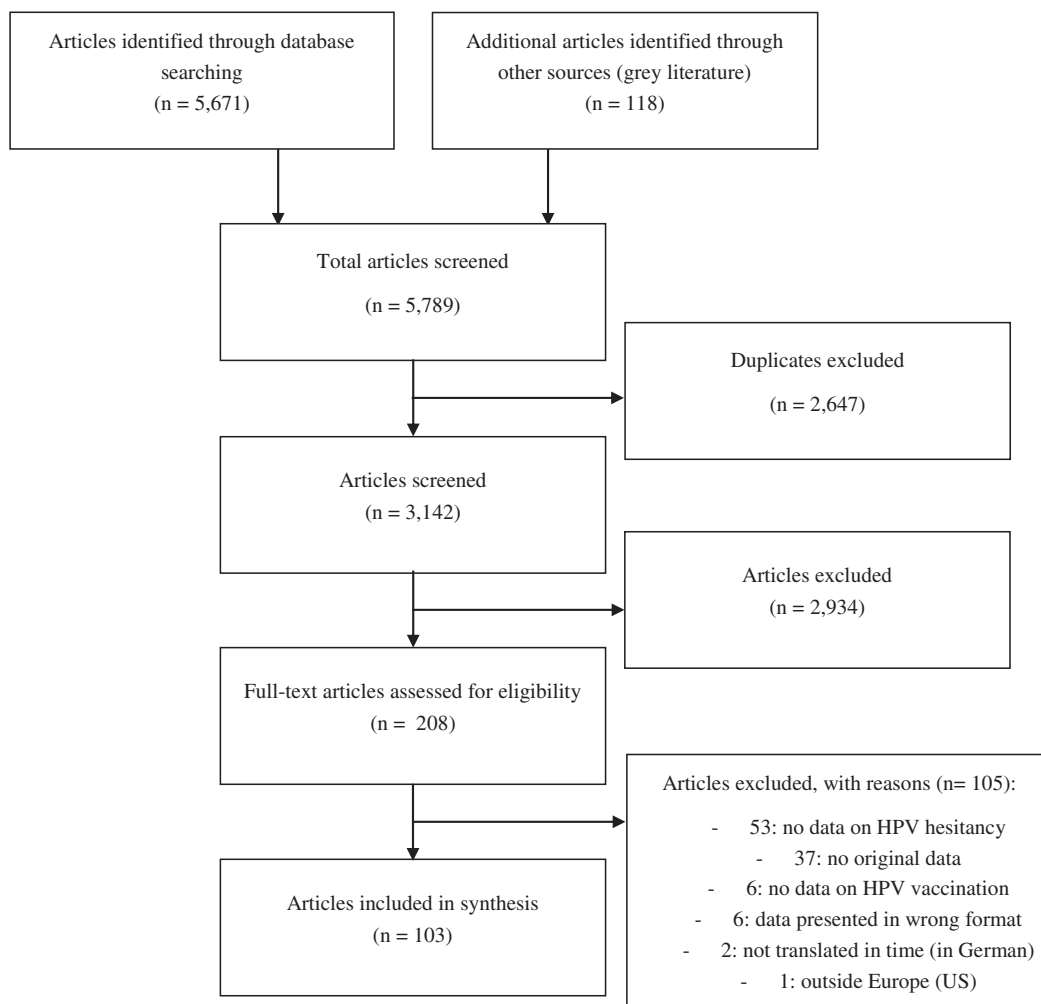 Articles identified through database
searching
(n = 5,671)
Additional articles identified through
other sources (grey literature)
(n = 118)
Total articles screened
(n = 5,789)
Duplicates excluded
(n = 2,647)
Articles screened
(n = 3,142)
Articles excluded
(n = 2,934)
Full-text articles assessed for eligibility
(n = 208)
Articles excluded, with reasons (n= 105):
- 53: no data on HPV hesitancy
- 37: no original data
- 6: no data on HPV vaccination
- 6: data presented in wrong format
- 2: not translated in time (in German)
- 1: outside Europe (US)
Articles included in synthesis
(n = 103)